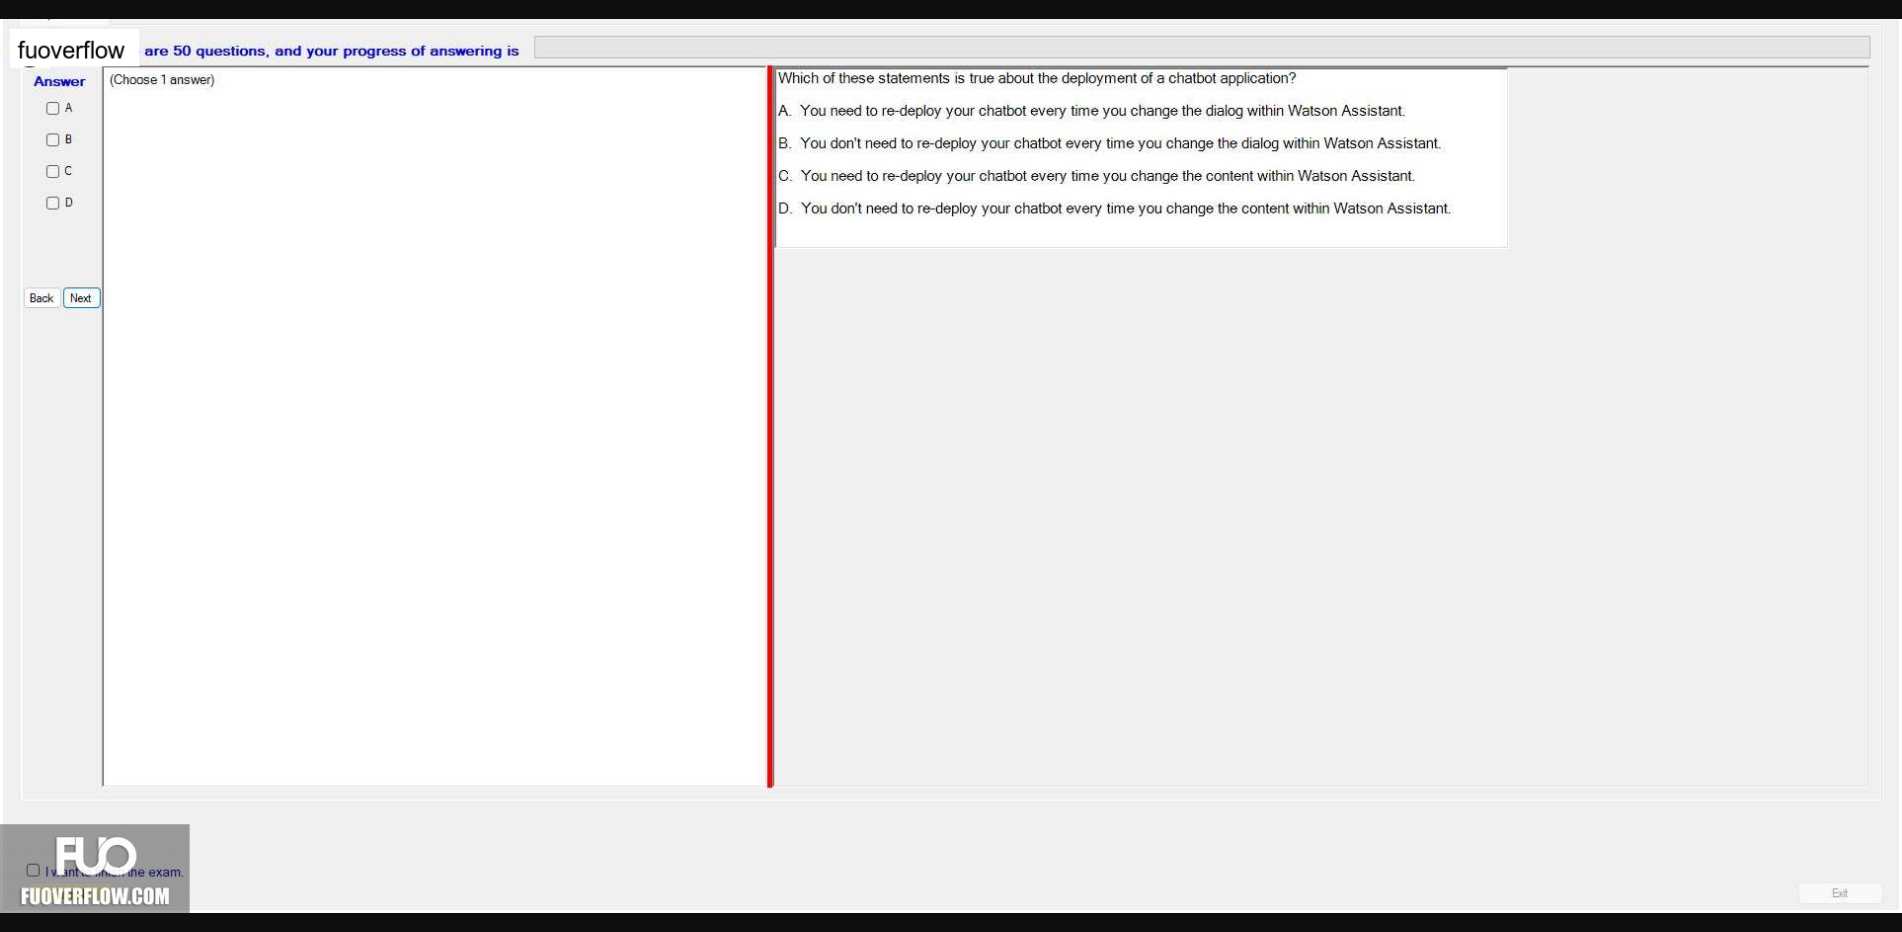 fuoverflow are 50 questions, and your progress of answering is
Answer
(Choose 1 answer)
A
B
C
D
Back Next
Which of these statements is true about the deployment of a chatbot application?
A. You need to re-deploy your chatbot every time you change the dialog within Watson Assistant.
B. You don't need to re-deploy your chatbot every time you change the dialog within Watson Assistant.
C. You need to re-deploy your chatbot every time you change the content within Watson Assistant.
D. You don't need to re-deploy your chatbot every time you change the content within Watson Assistant.
FUO
I want to finish the exam.
FUOVERFLOW.COM
Exit